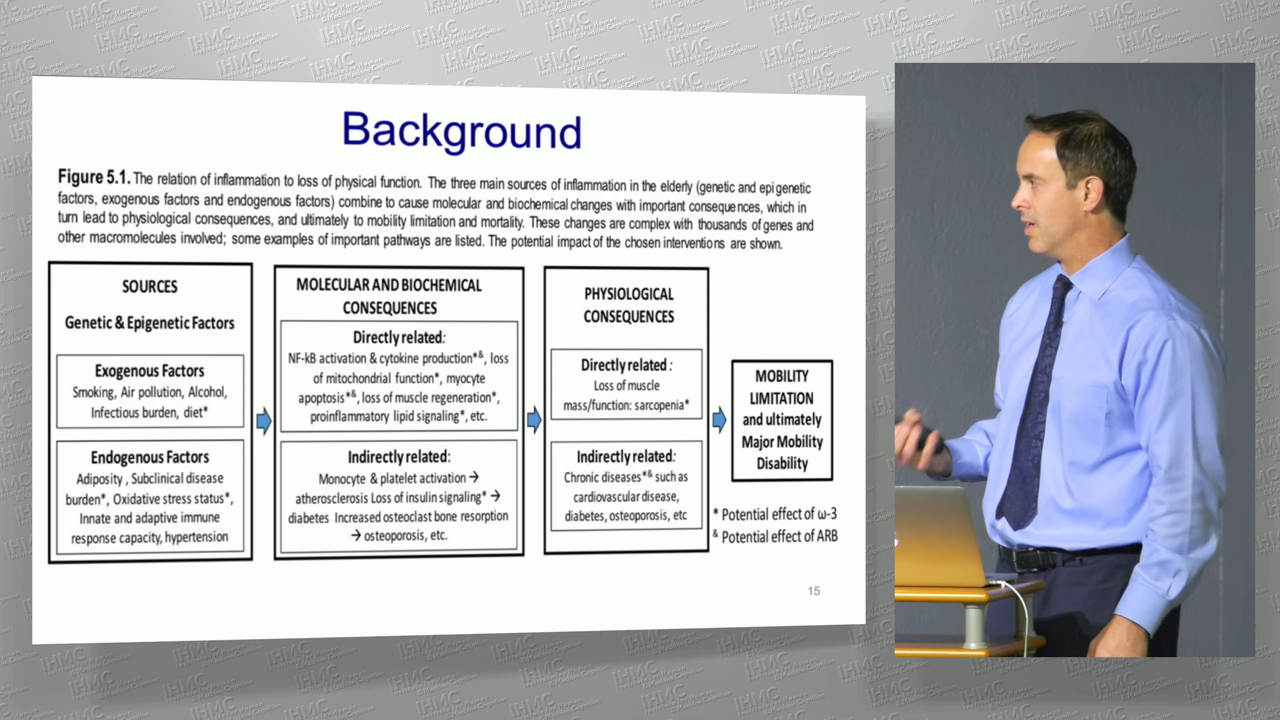 Background
Figure 5.1. The relation of inflammation to loss of physical function. The three main sources of inflammation in the elderly (genetic and epigenetic
factors, exogenous factors and endogenous factors) combine to cause molecular and biochemical changes with important consequences, which in
turn lead to physiological consequences, and ultimately to mobility limitation and mortality. These changes are complex with thousands of genes and
other macromolecules involved; some examples of important pathways are listed. The potential impact of the chosen interventions are shown.
SOURCES
Genetic & Epigenetic Factors
Exogenous Factors
Smoking, Air pollution, Alcohol,
Infectious burden, diet*
Endogenous Factors
Adiposity , Subclinical disease
burden*, Oxidative stress status*,
Innate and adaptive immune
response capacity, hypertension
MOLECULAR AND BIOCHEMICAL
CONSEQUENCES
Directly related:
NF-kB activation & cytokine production*&, loss
of mitochondrial function*, myocyte
apoptosis*&, loss of muscle regeneration*,
proinflammatory lipid signaling*, etc.
Indirectly related:
Monocyte & platelet activation →
atherosclerosis Loss of insulin signaling* →
diabetes Increased osteoclast bone resorption
→ osteoporosis, etc.
PHYSIOLOGICAL
CONSEQUENCES
Directly related :
Loss of muscle
mass/function: sarcopenia*
Indirectly related:
Chronic diseases*& such as
cardiovascular disease,
diabetes, osteoporosis, etc
MOBILITY
LIMITATION
and ultimately
Major Mobility
Disability
* Potential effect of ω-3
& Potential effect of ARB
15
IHMC